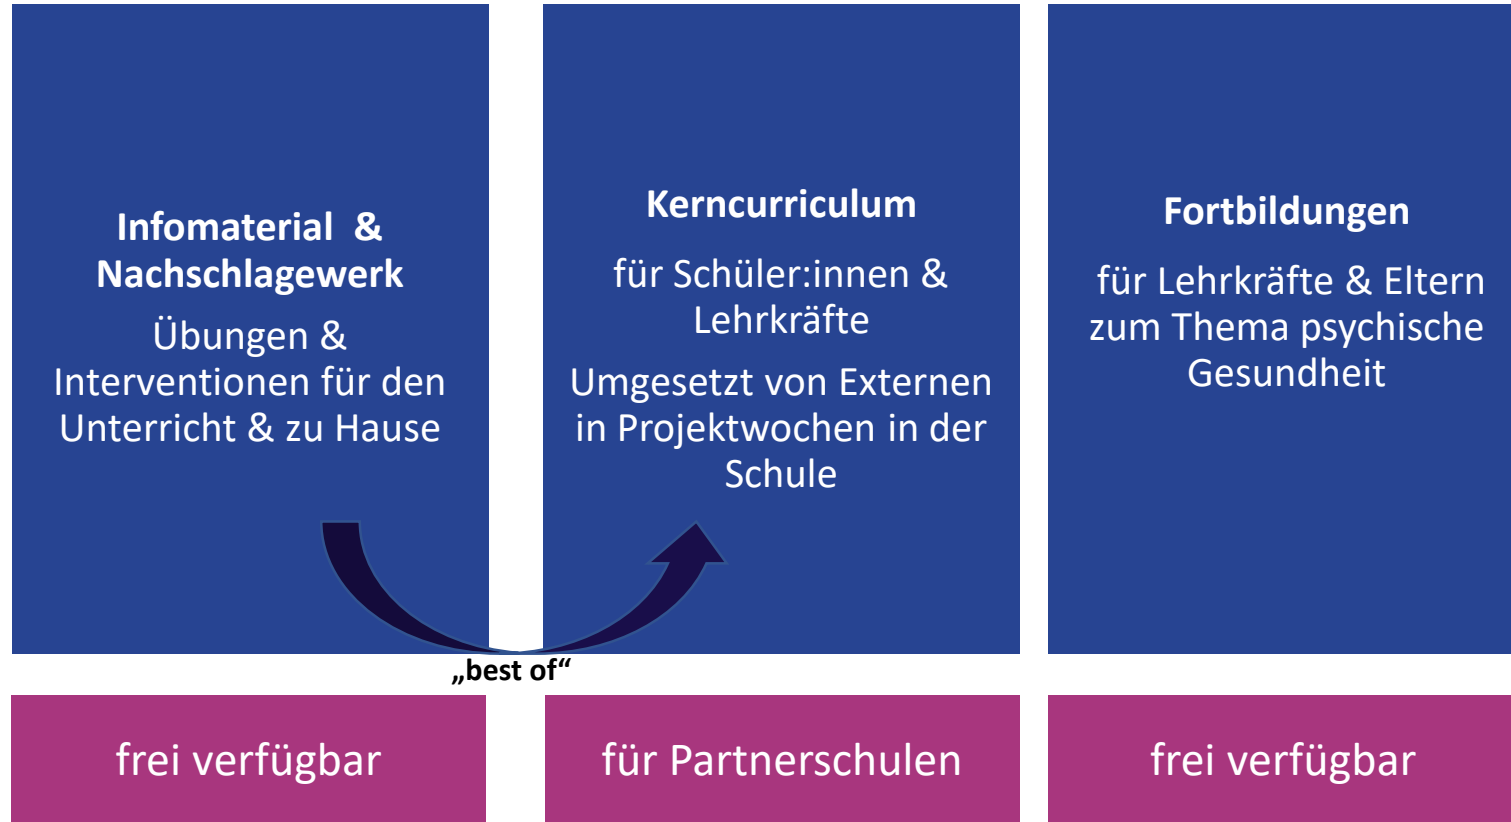 Infomaterial &
Nachschlagewerk
Übungen &
Interventionen für den
Unterricht & zu Hause
Kerncurriculum
für Schüler:innen &
Lehrkräfte
Umgesetzt von Externen
in Projektwochen in der
Schule
Fortbildungen
für Lehrkräfte & Eltern
zum Thema psychische
Gesundheit
„best of“
frei verfügbar
für Partnerschulen
frei verfügbar